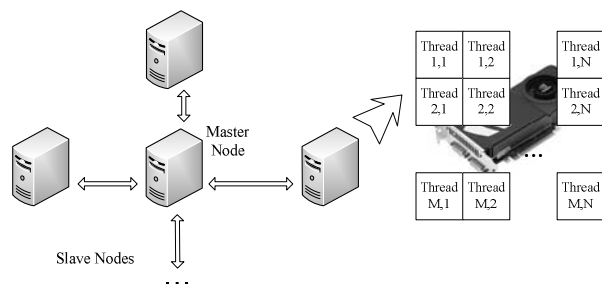 Thread
1,1
Thread
1,2
Thread
1,N
Thread
2,1
Thread
2,2
Thread
2,N
Master
Node
...
Thread
M,1
Thread
M,2
Thread
M,N
Slave Nodes
...